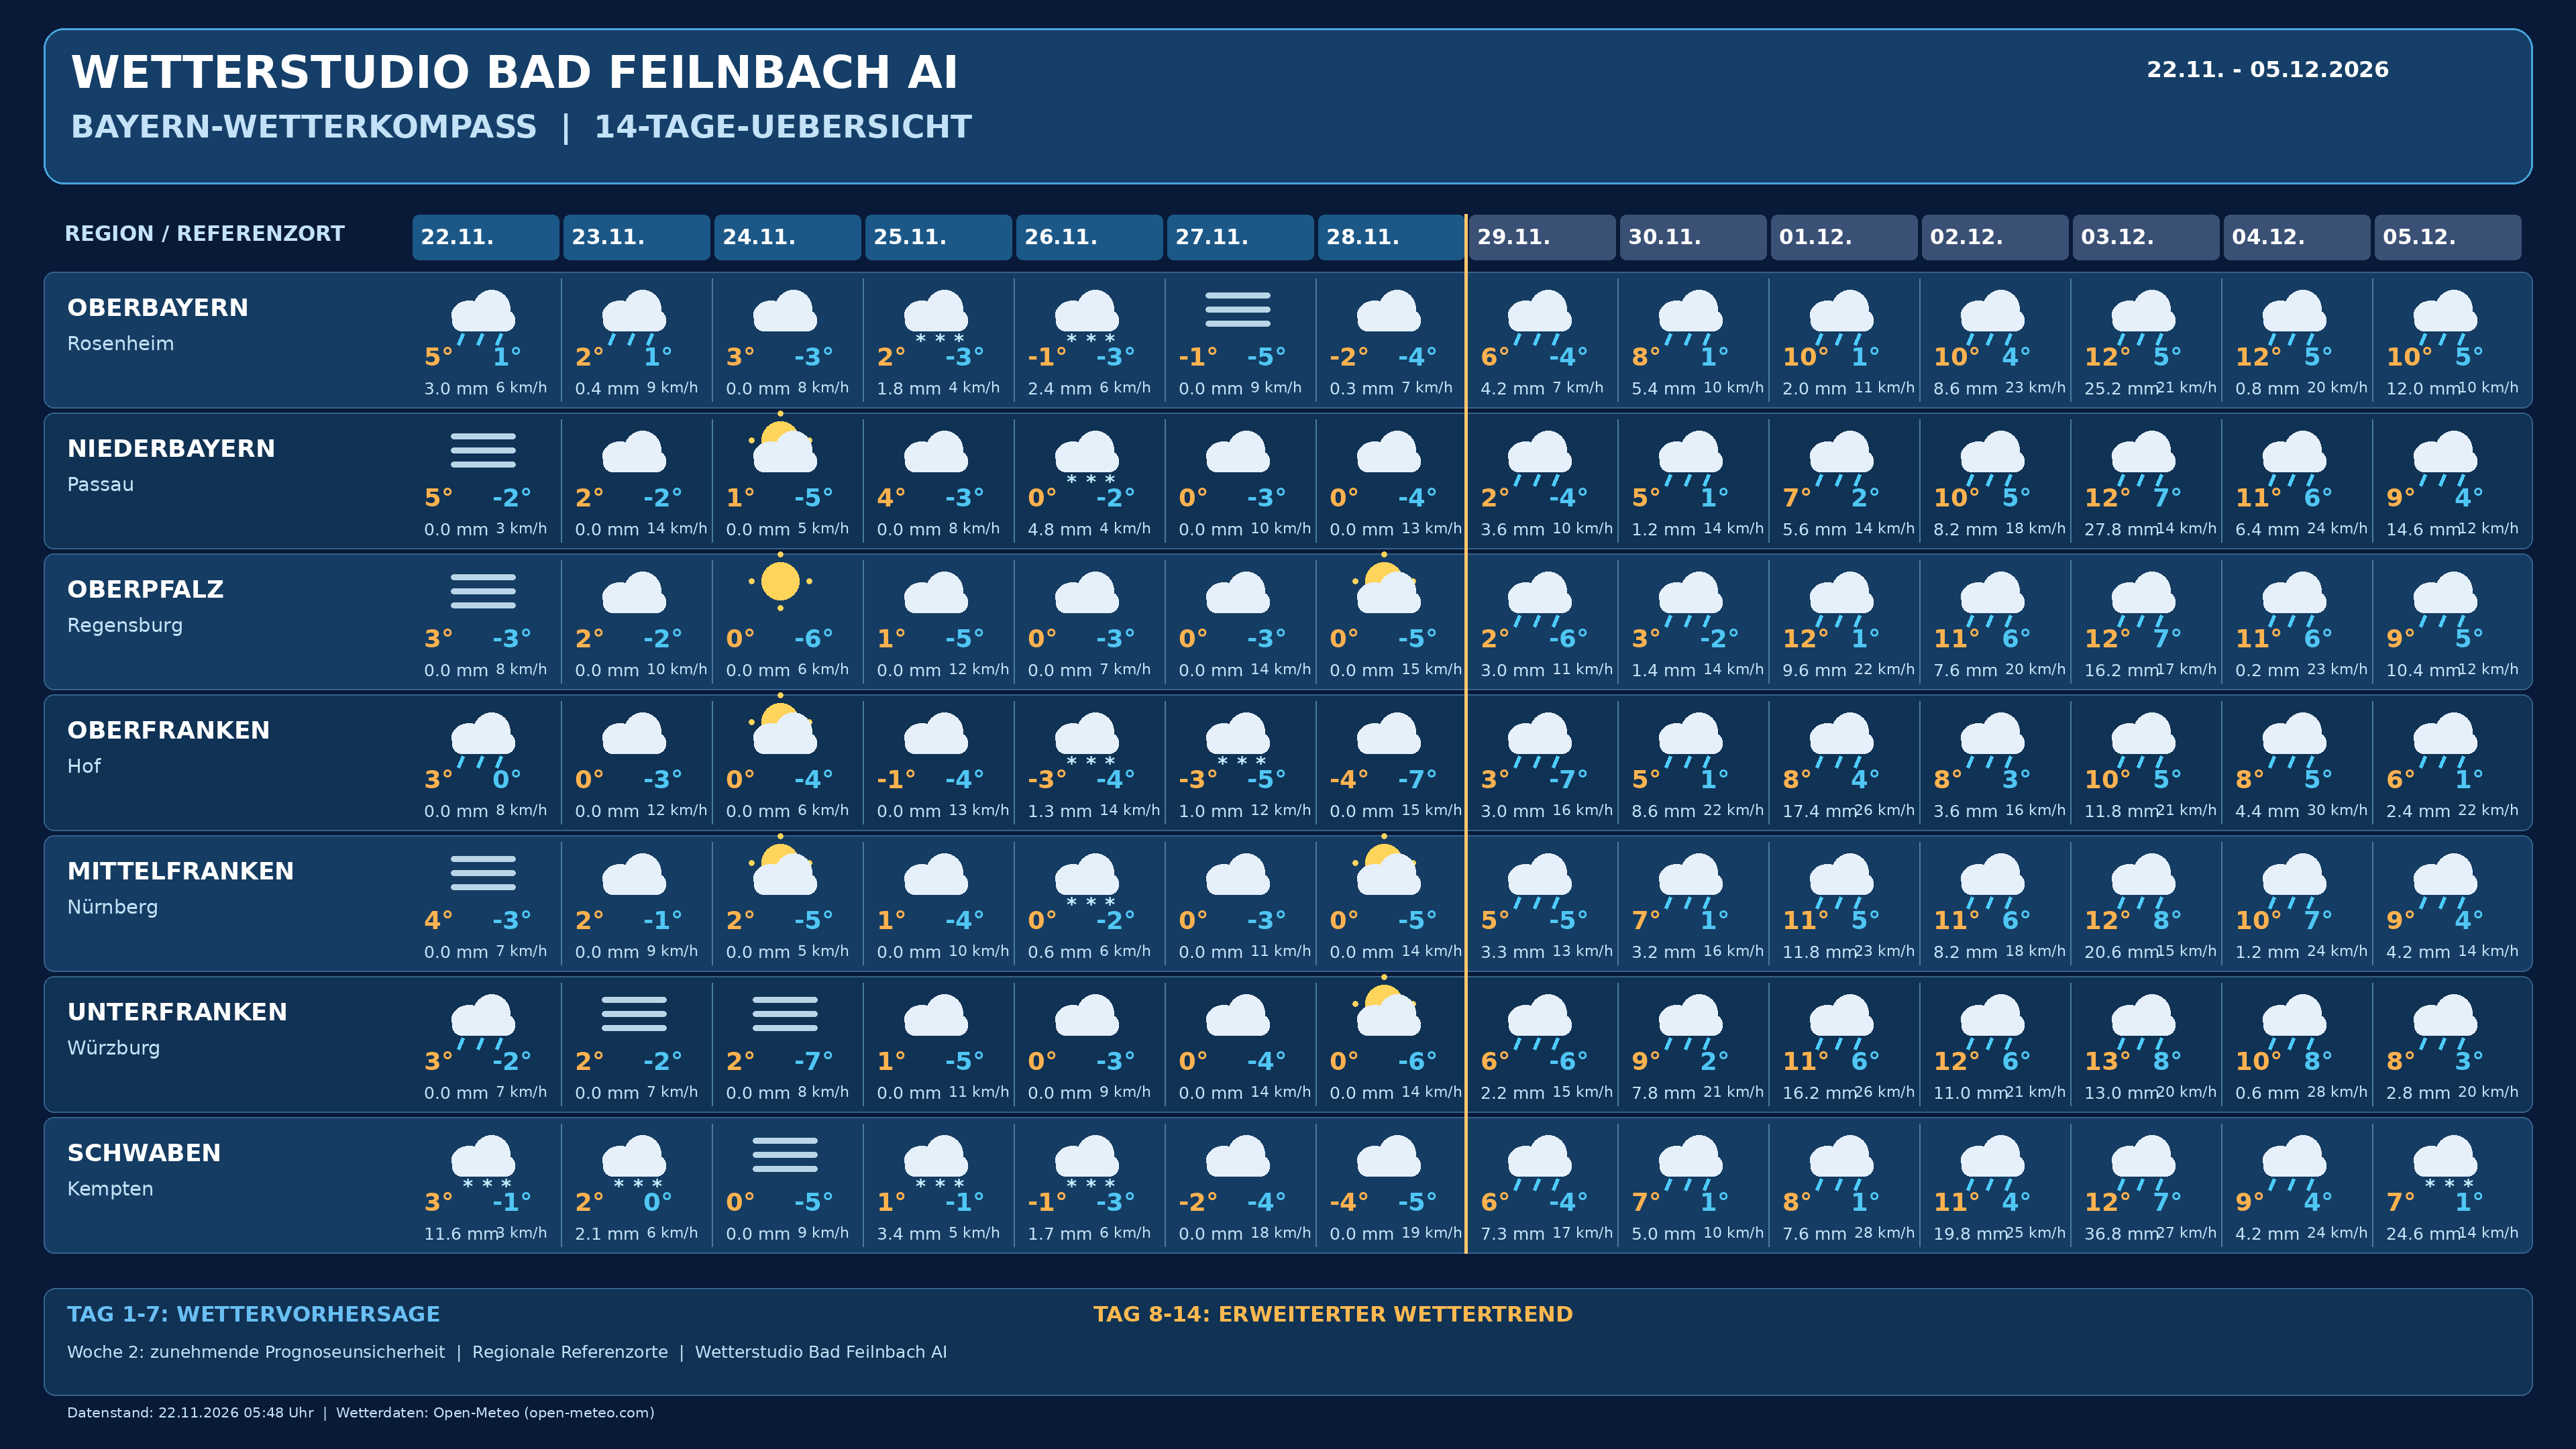 WETTERSTUDIO BAD FEILNBACH AI
22.11. - 05.12.2026
BAYERN-WETTERKOMPASS | 14-TAGE-UEBERSICHT
REGION / REFERENZORT 22.11. 23.11. 24.11. 25.11. 26.11. 27.11. 28.11. 29.11. 30.11. 01.12. 02.12. 03.12. 04.12. 05.12.
OBERBAYERN
Rosenheim
5° 1° 2° 1° 3° -3° 2° -3° -1° -3° -1° -5° -2° -4° 6° -4° 8° 1° 10° 1° 10° 4° 12° 5° 12° 5° 10° 5°
3.0 mm 6 km/h 0.4 mm 9 km/h 0.0 mm 8 km/h 1.8 mm 4 km/h 2.4 mm 6 km/h 0.0 mm 9 km/h 0.3 mm 7 km/h 4.2 mm 7 km/h 5.4 mm 10 km/h 2.0 mm 11 km/h 8.6 mm 23 km/h 25.2 mm 21 km/h 0.8 mm 20 km/h 12.0 mm 10 km/h
NIEDERBAYERN
Passau
5° -2° 2° -2° 1° -5° 4° -3° 0° -2° 0° -3° 0° -4° 2° -4° 5° 1° 7° 2° 10° 5° 12° 7° 11° 6° 9° 4°
0.0 mm 3 km/h 0.0 mm 14 km/h 0.0 mm 5 km/h 0.0 mm 8 km/h 4.8 mm 4 km/h 0.0 mm 10 km/h 0.0 mm 13 km/h 3.6 mm 10 km/h 1.2 mm 14 km/h 5.6 mm 14 km/h 8.2 mm 18 km/h 27.8 mm 14 km/h 6.4 mm 24 km/h 14.6 mm 12 km/h
OBERPFALZ
Regensburg
3° -3° 2° -2° 0° -6° 1° -5° 0° -3° 0° -3° 0° -5° 2° -6° 3° -2° 12° 1° 11° 6° 12° 7° 11° 6° 9° 5°
0.0 mm 8 km/h 0.0 mm 10 km/h 0.0 mm 6 km/h 0.0 mm 12 km/h 0.0 mm 7 km/h 0.0 mm 14 km/h 0.0 mm 15 km/h 3.0 mm 11 km/h 1.4 mm 14 km/h 9.6 mm 22 km/h 7.6 mm 20 km/h 16.2 mm 17 km/h 0.2 mm 23 km/h 10.4 mm 12 km/h
OBERFRANKEN
Hof
3° 0° 0° -3° 0° -4° -1° -4° -3° -4° -3° -5° -4° -7° 3° -7° 5° 1° 8° 4° 8° 3° 10° 5° 8° 5° 6° 1°
0.0 mm 8 km/h 0.0 mm 12 km/h 0.0 mm 6 km/h 0.0 mm 13 km/h 1.3 mm 14 km/h 1.0 mm 12 km/h 0.0 mm 15 km/h 3.0 mm 16 km/h 8.6 mm 22 km/h 17.4 mm 26 km/h 3.6 mm 16 km/h 11.8 mm 21 km/h 4.4 mm 30 km/h 2.4 mm 22 km/h
MITTELFRANKEN
Nürnberg
4° -3° 2° -1° 2° -5° 1° -4° 0° -2° 0° -3° 0° -5° 5° -5° 7° 1° 11° 5° 11° 6° 12° 8° 10° 7° 9° 4°
0.0 mm 7 km/h 0.0 mm 9 km/h 0.0 mm 5 km/h 0.0 mm 10 km/h 0.6 mm 6 km/h 0.0 mm 11 km/h 0.0 mm 14 km/h 3.3 mm 13 km/h 3.2 mm 16 km/h 11.8 mm 23 km/h 8.2 mm 18 km/h 20.6 mm 15 km/h 1.2 mm 24 km/h 4.2 mm 14 km/h
UNTERFRANKEN
Würzburg
3° -2° 2° -2° 2° -7° 1° -5° 0° -3° 0° -4° 0° -6° 6° -6° 9° 2° 11° 6° 12° 6° 13° 8° 10° 8° 8° 3°
0.0 mm 7 km/h 0.0 mm 7 km/h 0.0 mm 8 km/h 0.0 mm 11 km/h 0.0 mm 9 km/h 0.0 mm 14 km/h 0.0 mm 14 km/h 2.2 mm 15 km/h 7.8 mm 21 km/h 16.2 mm 26 km/h 11.0 mm 21 km/h 13.0 mm 20 km/h 0.6 mm 28 km/h 2.8 mm 20 km/h
SCHWABEN
Kempten
3° -1° 2° 0° 0° -5° 1° -1° -1° -3° -2° -4° -4° -5° 6° -4° 7° 1° 8° 1° 11° 4° 12° 7° 9° 4° 7° 1°
11.6 mm 3 km/h 2.1 mm 6 km/h 0.0 mm 9 km/h 3.4 mm 5 km/h 1.7 mm 6 km/h 0.0 mm 18 km/h 0.0 mm 19 km/h 7.3 mm 17 km/h 5.0 mm 10 km/h 7.6 mm 28 km/h 19.8 mm 25 km/h 36.8 mm 27 km/h 4.2 mm 24 km/h 24.6 mm 14 km/h
TAG 1-7: WETTERVORHERSAGE TAG 8-14: ERWEITERTER WETTERTREND
Woche 2: zunehmende Prognoseunsicherheit | Regionale Referenzorte | Wetterstudio Bad Feilnbach AI
Datenstand: 22.11.2026 05:48 Uhr | Wetterdaten: Open-Meteo (open-meteo.com)